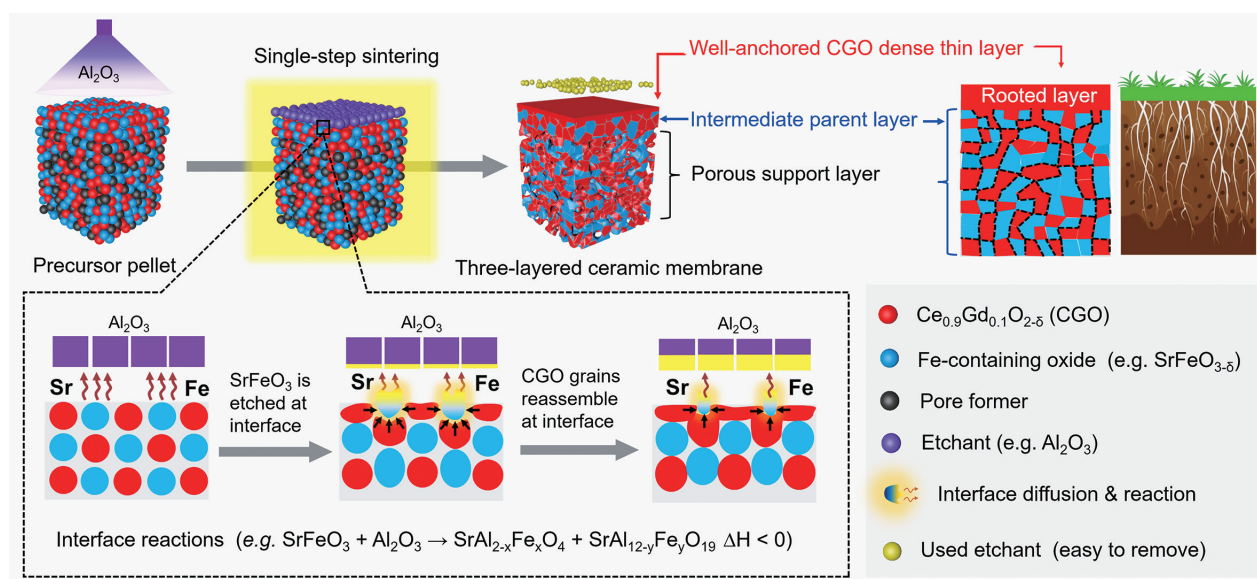 Al₂O₃
Precursor pellet
Single-step sintering
Three-layered ceramic membrane
Well-anchored CGO dense thin layer
Intermediate parent layer
Porous support layer
Rooted layer
Al₂O₃
Sr
Fe
SrFeO₃ is
etched at
interface
Al₂O₃
Sr
Fe
CGO grains
reassemble
at interface
Al₂O₃
Sr
Fe
Interface reactions (e.g. SrFeO₃ + Al₂O₃ → SrAl₂₋ₓFeₓO₄ + SrAl₁₂₋yFeyO₁₉ ΔH < 0)
Ce₀.₉Gd₀.₁O₂₋δ (CGO)
Fe-containing oxide (e.g. SrFeO₃₋δ)
Pore former
Etchant (e.g. Al₂O₃)
Interface diffusion & reaction
Used etchant (easy to remove)